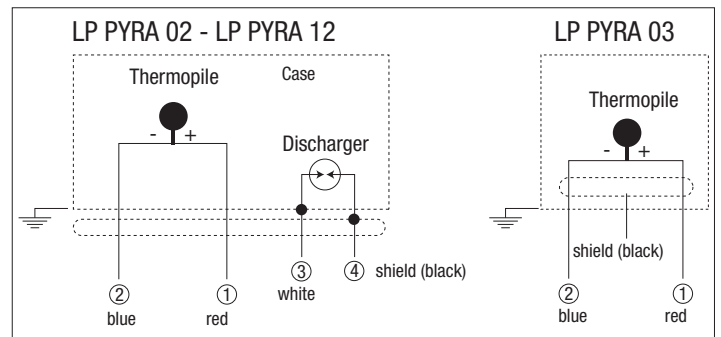 LP PYRA 02 - LP PYRA 12
Thermopile
Case
- +
Discharger
② ① ③ ④ shield (black)
blue red white
LP PYRA 03
Thermopile
- +
shield (black)
② ①
blue red